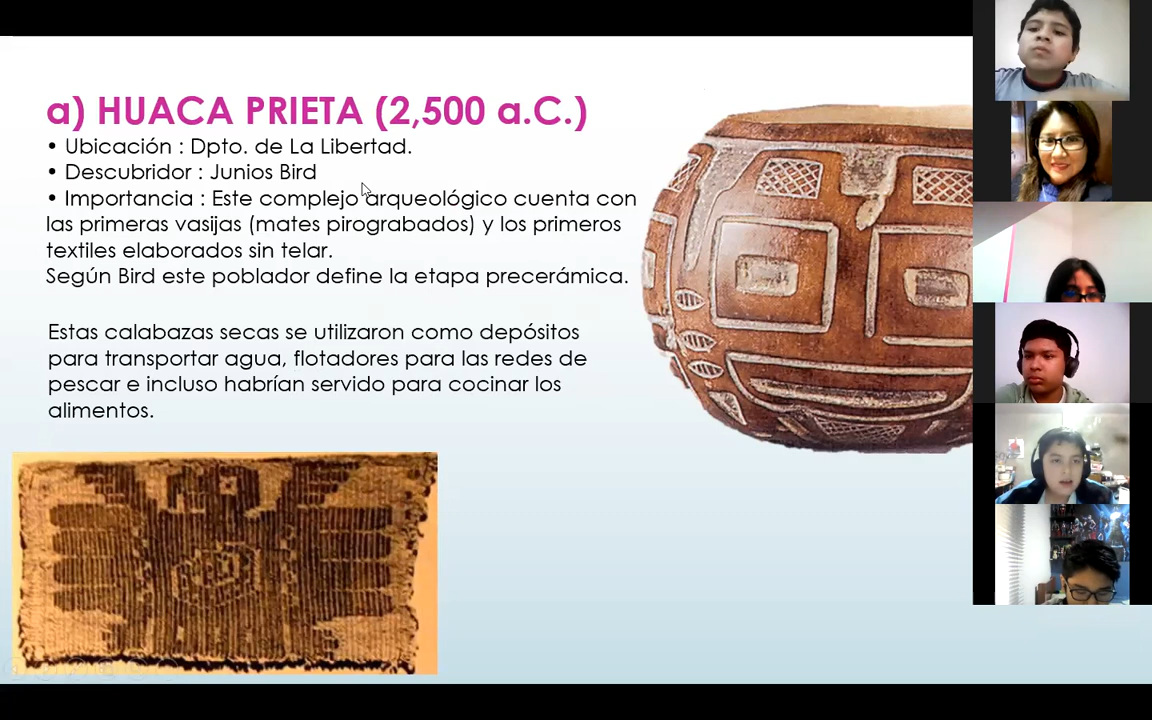 a) HUACA PRIETA (2,500 a.C.)
• Ubicación : Dpto. de La Libertad.
• Descubridor : Junios Bird
• Importancia : Este complejo arqueológico cuenta con
las primeras vasijas (mates pirograbados) y los primeros
textiles elaborados sin telar.
Según Bird este poblador define la etapa precerámica.
Estas calabazas secas se utilizaron como depósitos
para transportar agua, flotadores para las redes de
pescar e incluso habrían servido para cocinar los
alimentos.